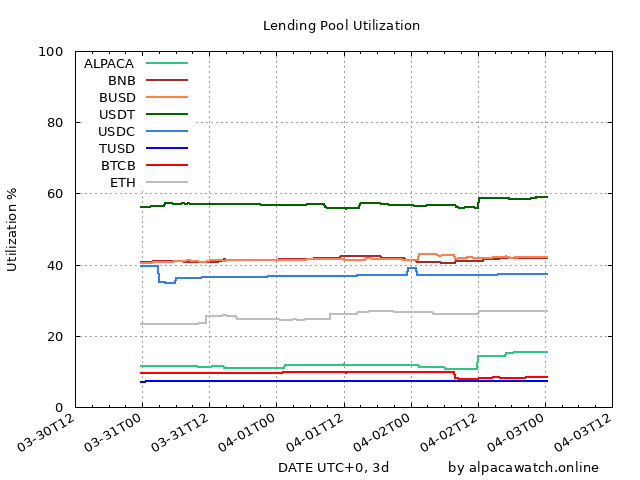 Lending Pool Utilization
Utilization %
100
80
60
40
20
0
ALPACA
BNB
BUSD
USDT
USDC
TUSD
BTCB
ETH
03-30T12
03-31T00
03-31T12
04-01T00
04-01T12
04-02T00
04-02T12
04-03T00
04-03T12
DATE UTC+0, 3d
by alpacawatch.online